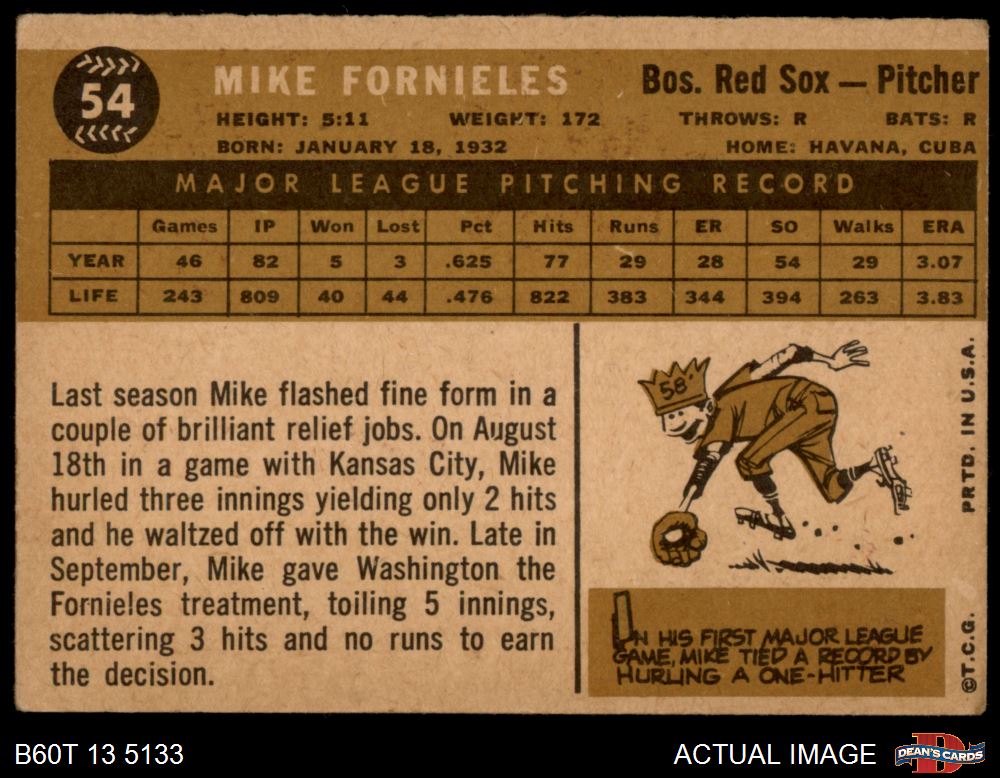 54
MIKE FORNIELES
Bos. Red Sox — Pitcher
HEIGHT: 5:11 WEIGHT: 172 THROWS: R BATS: R
BORN: JANUARY 18, 1932 HOME: HAVANA, CUBA
MAJOR LEAGUE PITCHING RECORD
Games IP Won Lost Pct Hits Runs ER SO Walks ERA
YEAR 46 82 5 3 .625 77 29 28 54 29 3.07
LIFE 243 809 40 44 .476 822 383 344 394 263 3.83
Last season Mike flashed fine form in a
couple of brilliant relief jobs. On August
18th in a game with Kansas City, Mike
hurled three innings yielding only 2 hits
and he waltzed off with the win. Late in
September, Mike gave Washington the
Fornieles treatment, toiling 5 innings,
scattering 3 hits and no runs to earn
the decision.
58
IN HIS FIRST MAJOR LEAGUE
GAME, MIKE TIED A RECORD BY
HURLING A ONE-HITTER
PRTD. IN U.S.A.
©T.C.G.
B60T 13 5133
ACTUAL IMAGE
DEAN'S CARDS